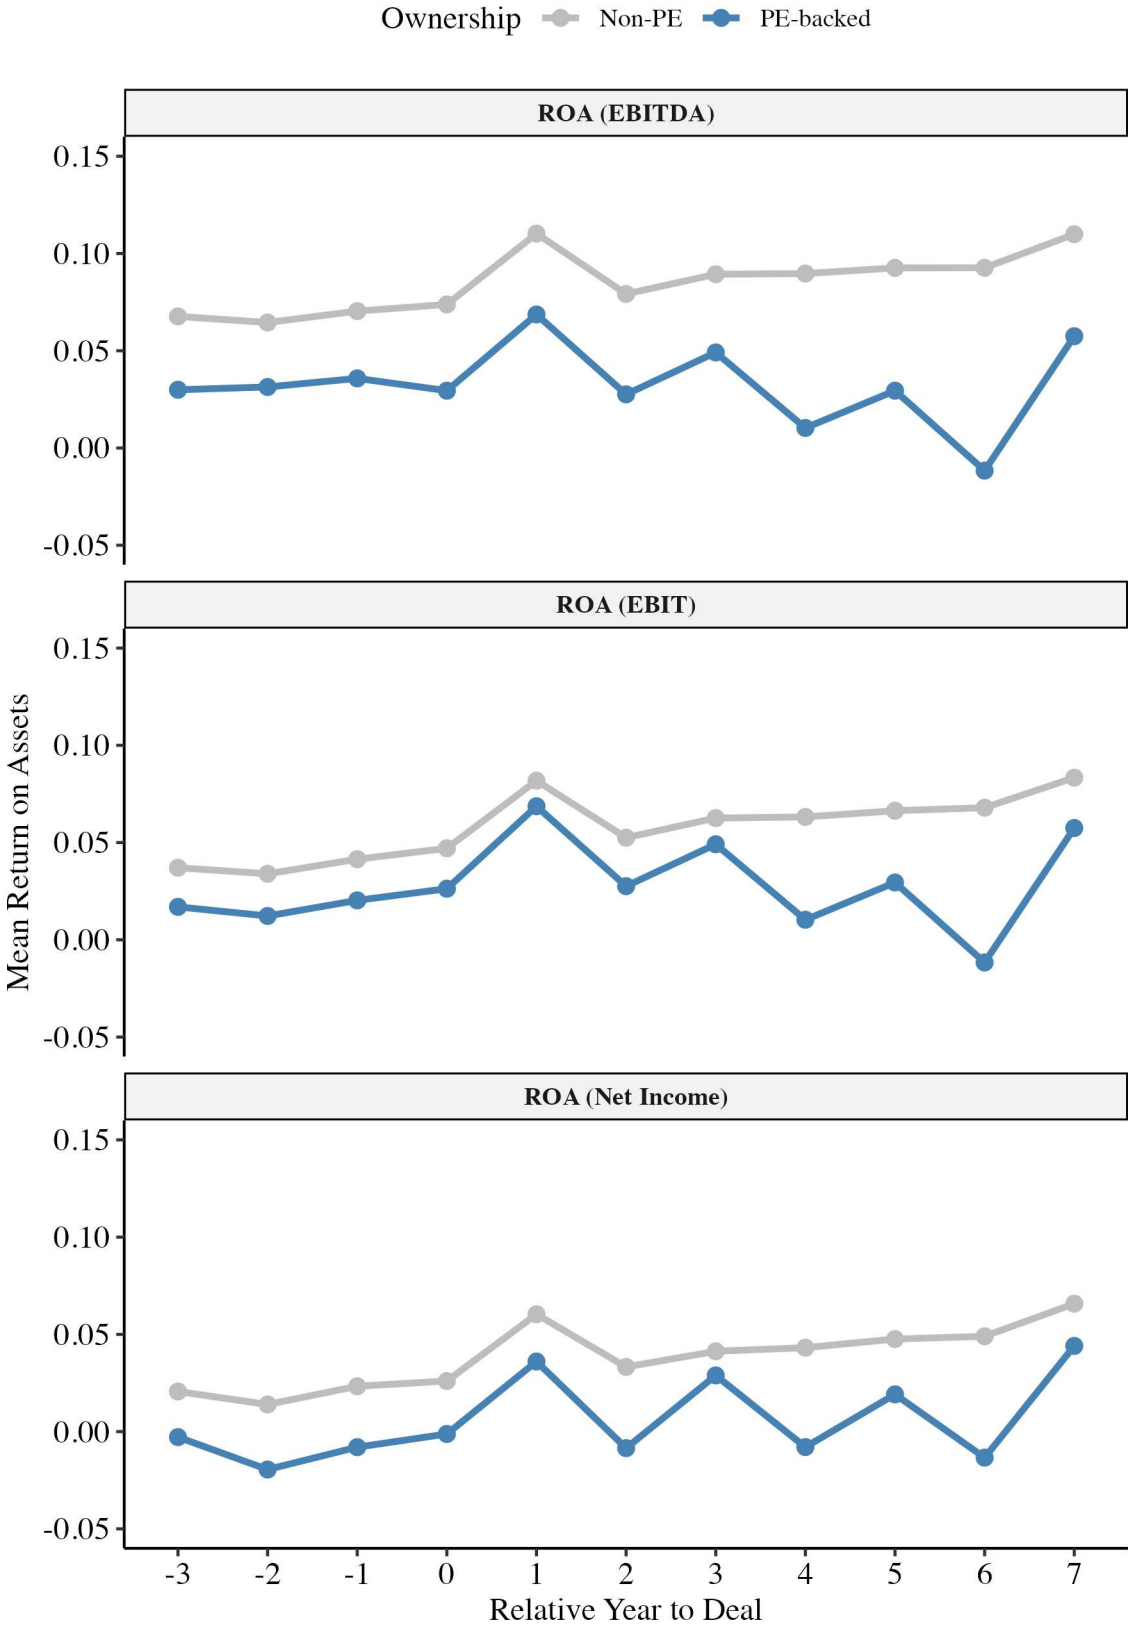 Ownership Non-PE PE-backed
ROA (EBITDA)
0.15
0.10
0.05
0.00
-0.05
ROA (EBIT)
0.15
0.10
0.05
0.00
-0.05
Mean Return on Assets
ROA (Net Income)
0.15
0.10
0.05
0.00
-0.05
-3 -2 -1 0 1 2 3 4 5 6 7
Relative Year to Deal